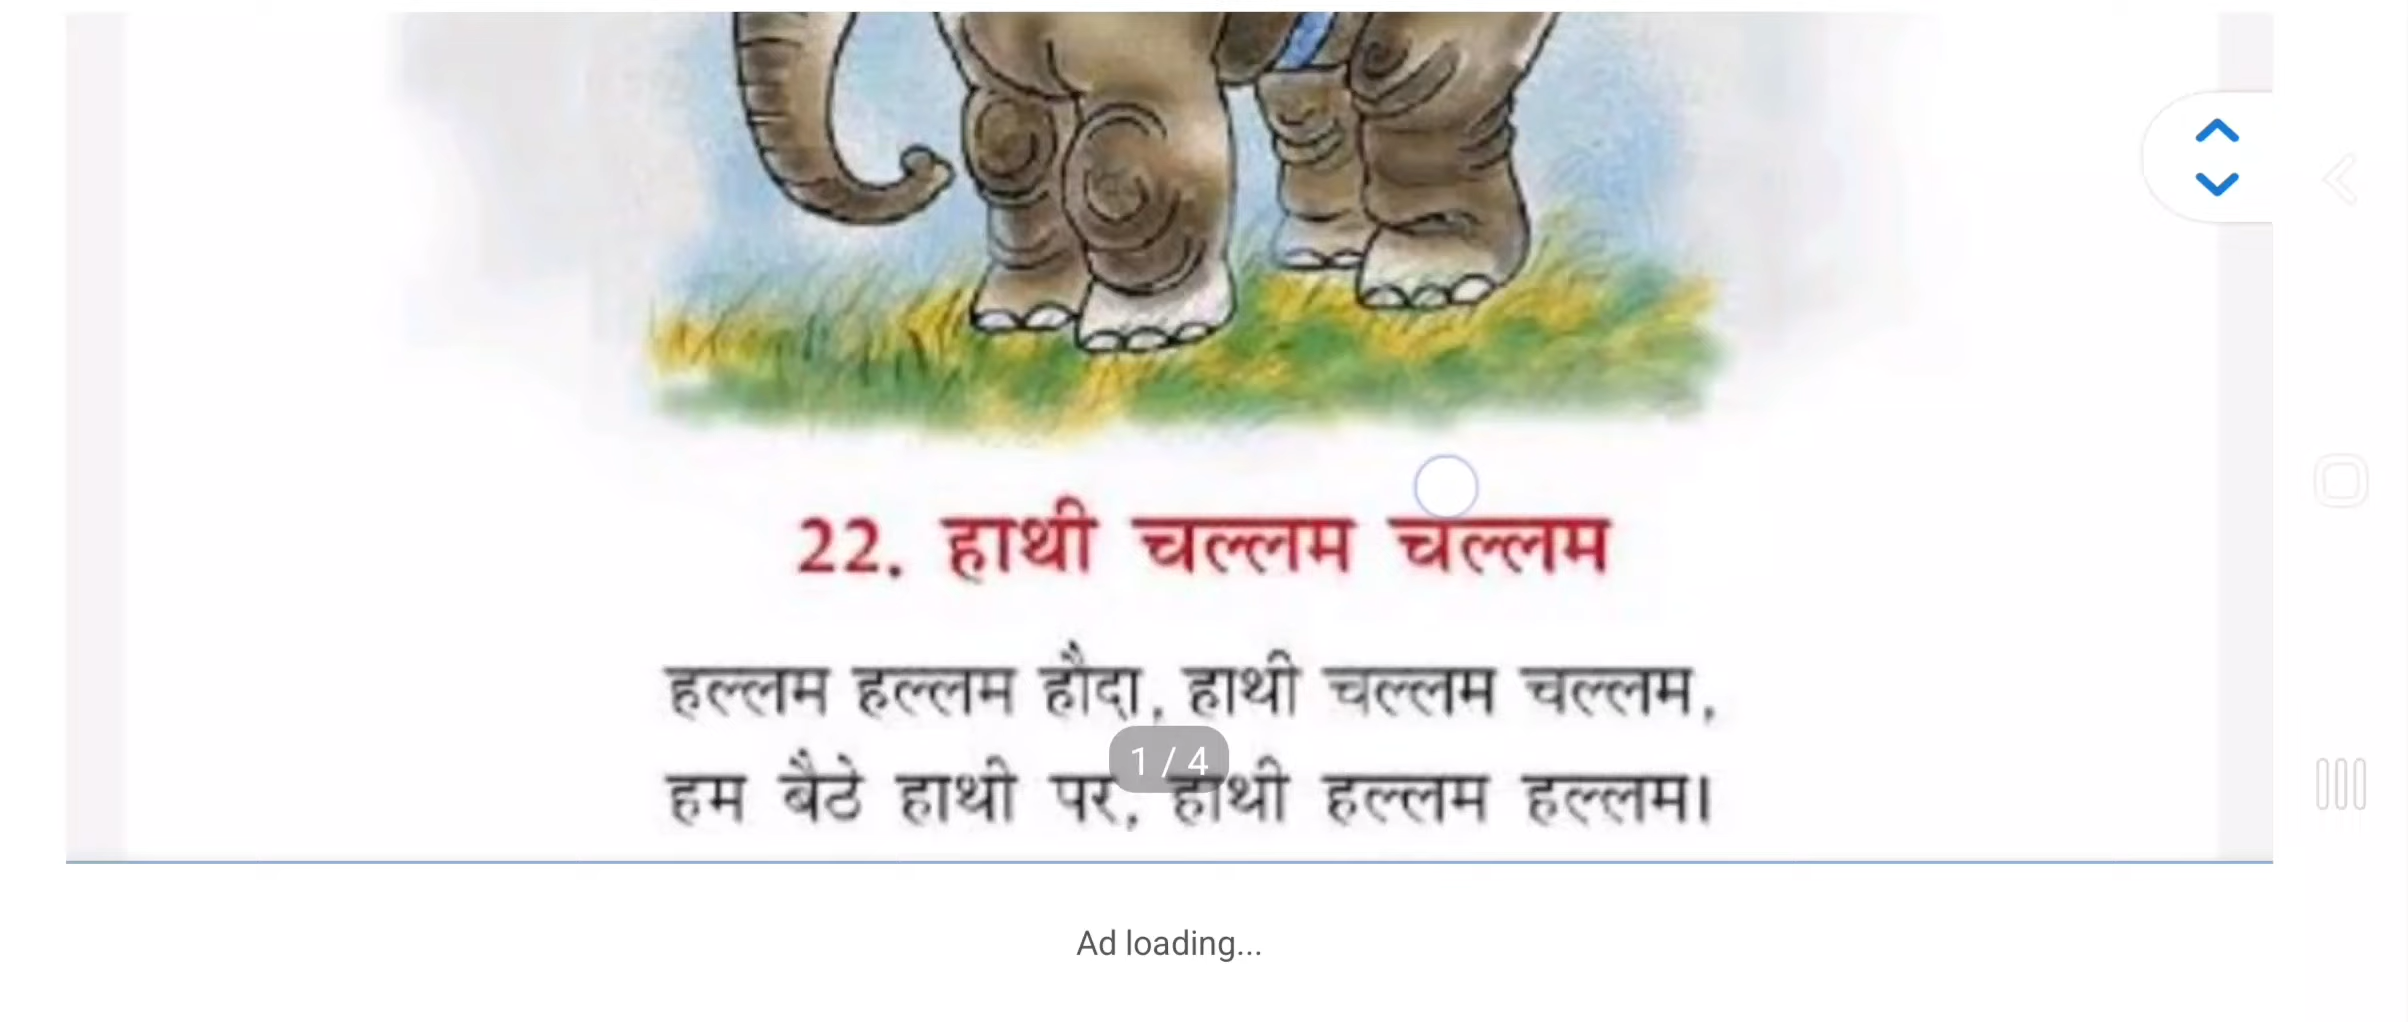 22. हाथी चल्लम चल्लम
हल्लम हल्लम हौदा, हाथी चल्लम चल्लम,
हम बैठे हाथी पर, हाथी हल्लम हल्लम।
1 / 4
Ad loading...